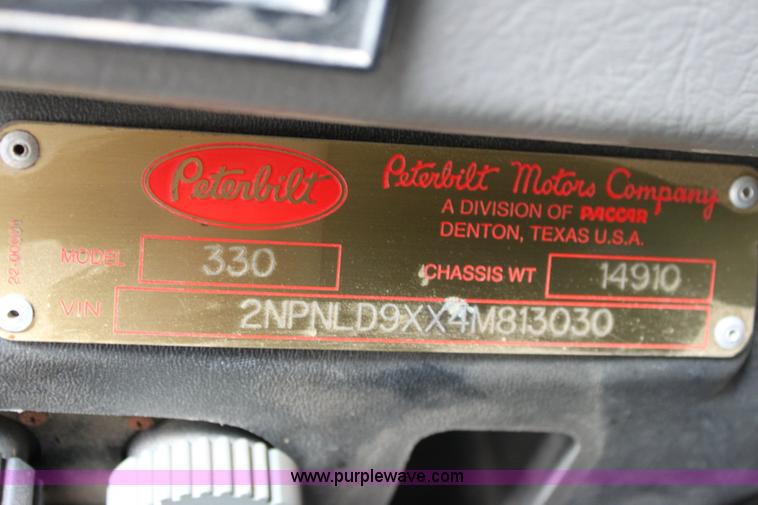 Peterbilt
Peterbilt Motors Company
A DIVISION OF PACCAR
DENTON, TEXAS U.S.A.
MODEL 330
CHASSIS WT 14910
VIN 2NPNLD9XX4M813030
www.purplewave.com